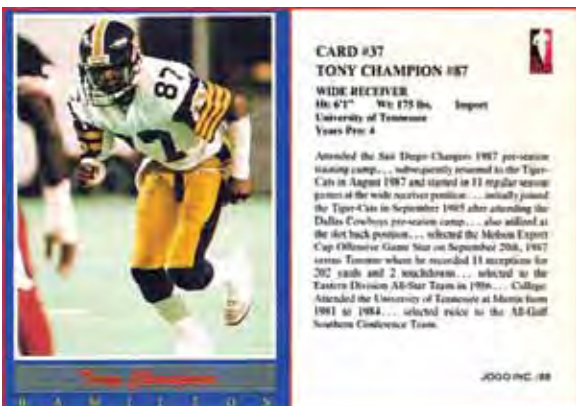 87
Tony Champion
HAMILTON
CARD #37
TONY CHAMPION #87
WIDE RECEIVER
Ht: 6'1" Wt: 175 lbs. Import
University of Tennessee
Years Pro: 4
Attended the San Diego Chargers 1987 pre-season
training camp . . . subsequently returned to the Tiger-
Cats in August 1987 and started in 11 regular season
games at the wide receiver position . . . initially joined
the Tiger-Cats in September 1985 after attending the
Dallas Cowboys pre-season camp . . . also utilized at
the slot back position . . . selected the Molson Export
Cup Offensive Game Star on September 20th, 1987
versus Toronto where he recorded 11 receptions for
202 yards and 2 touchdowns . . . selected to the
Eastern Division All-Star Team in 1986 . . . College:
Attended the University of Tennessee at Martin from
1981 to 1984 . . . selected twice to the All-Gulf
Southern Conference Team.
JOGO INC. /88